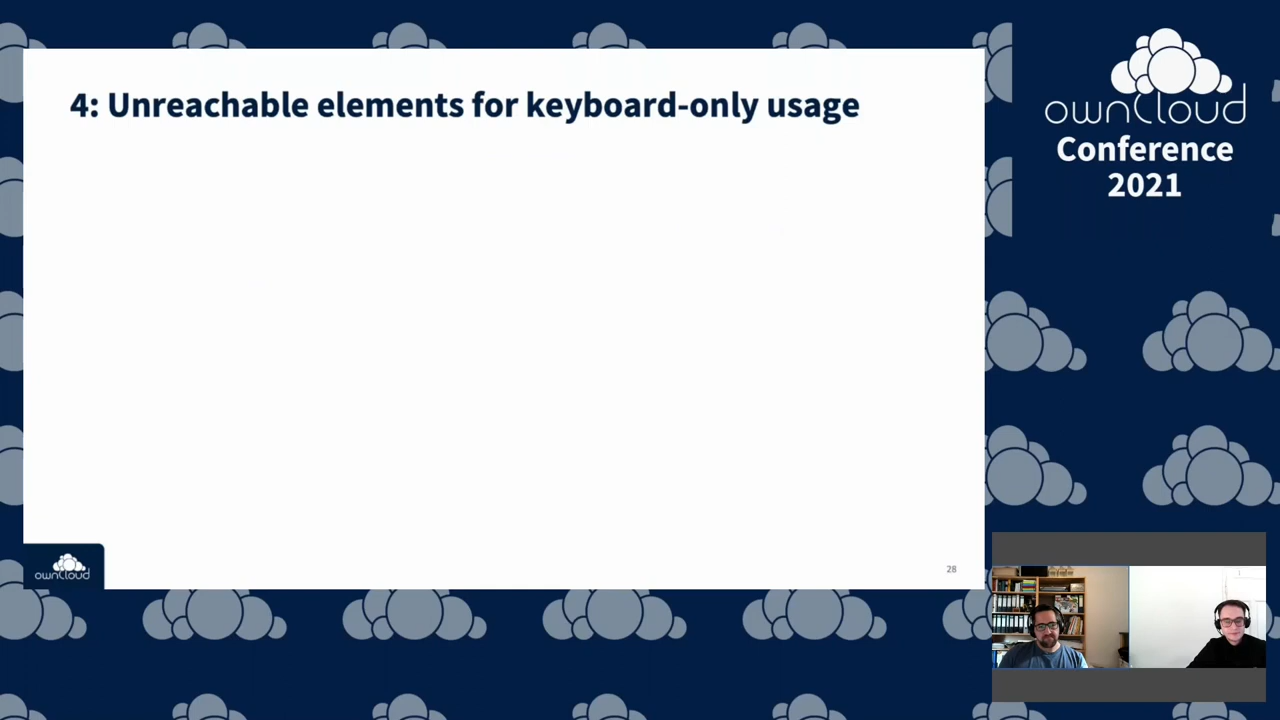 4: Unreachable elements for keyboard-only usage
ownCloud
Conference
2021
ownCloud
28